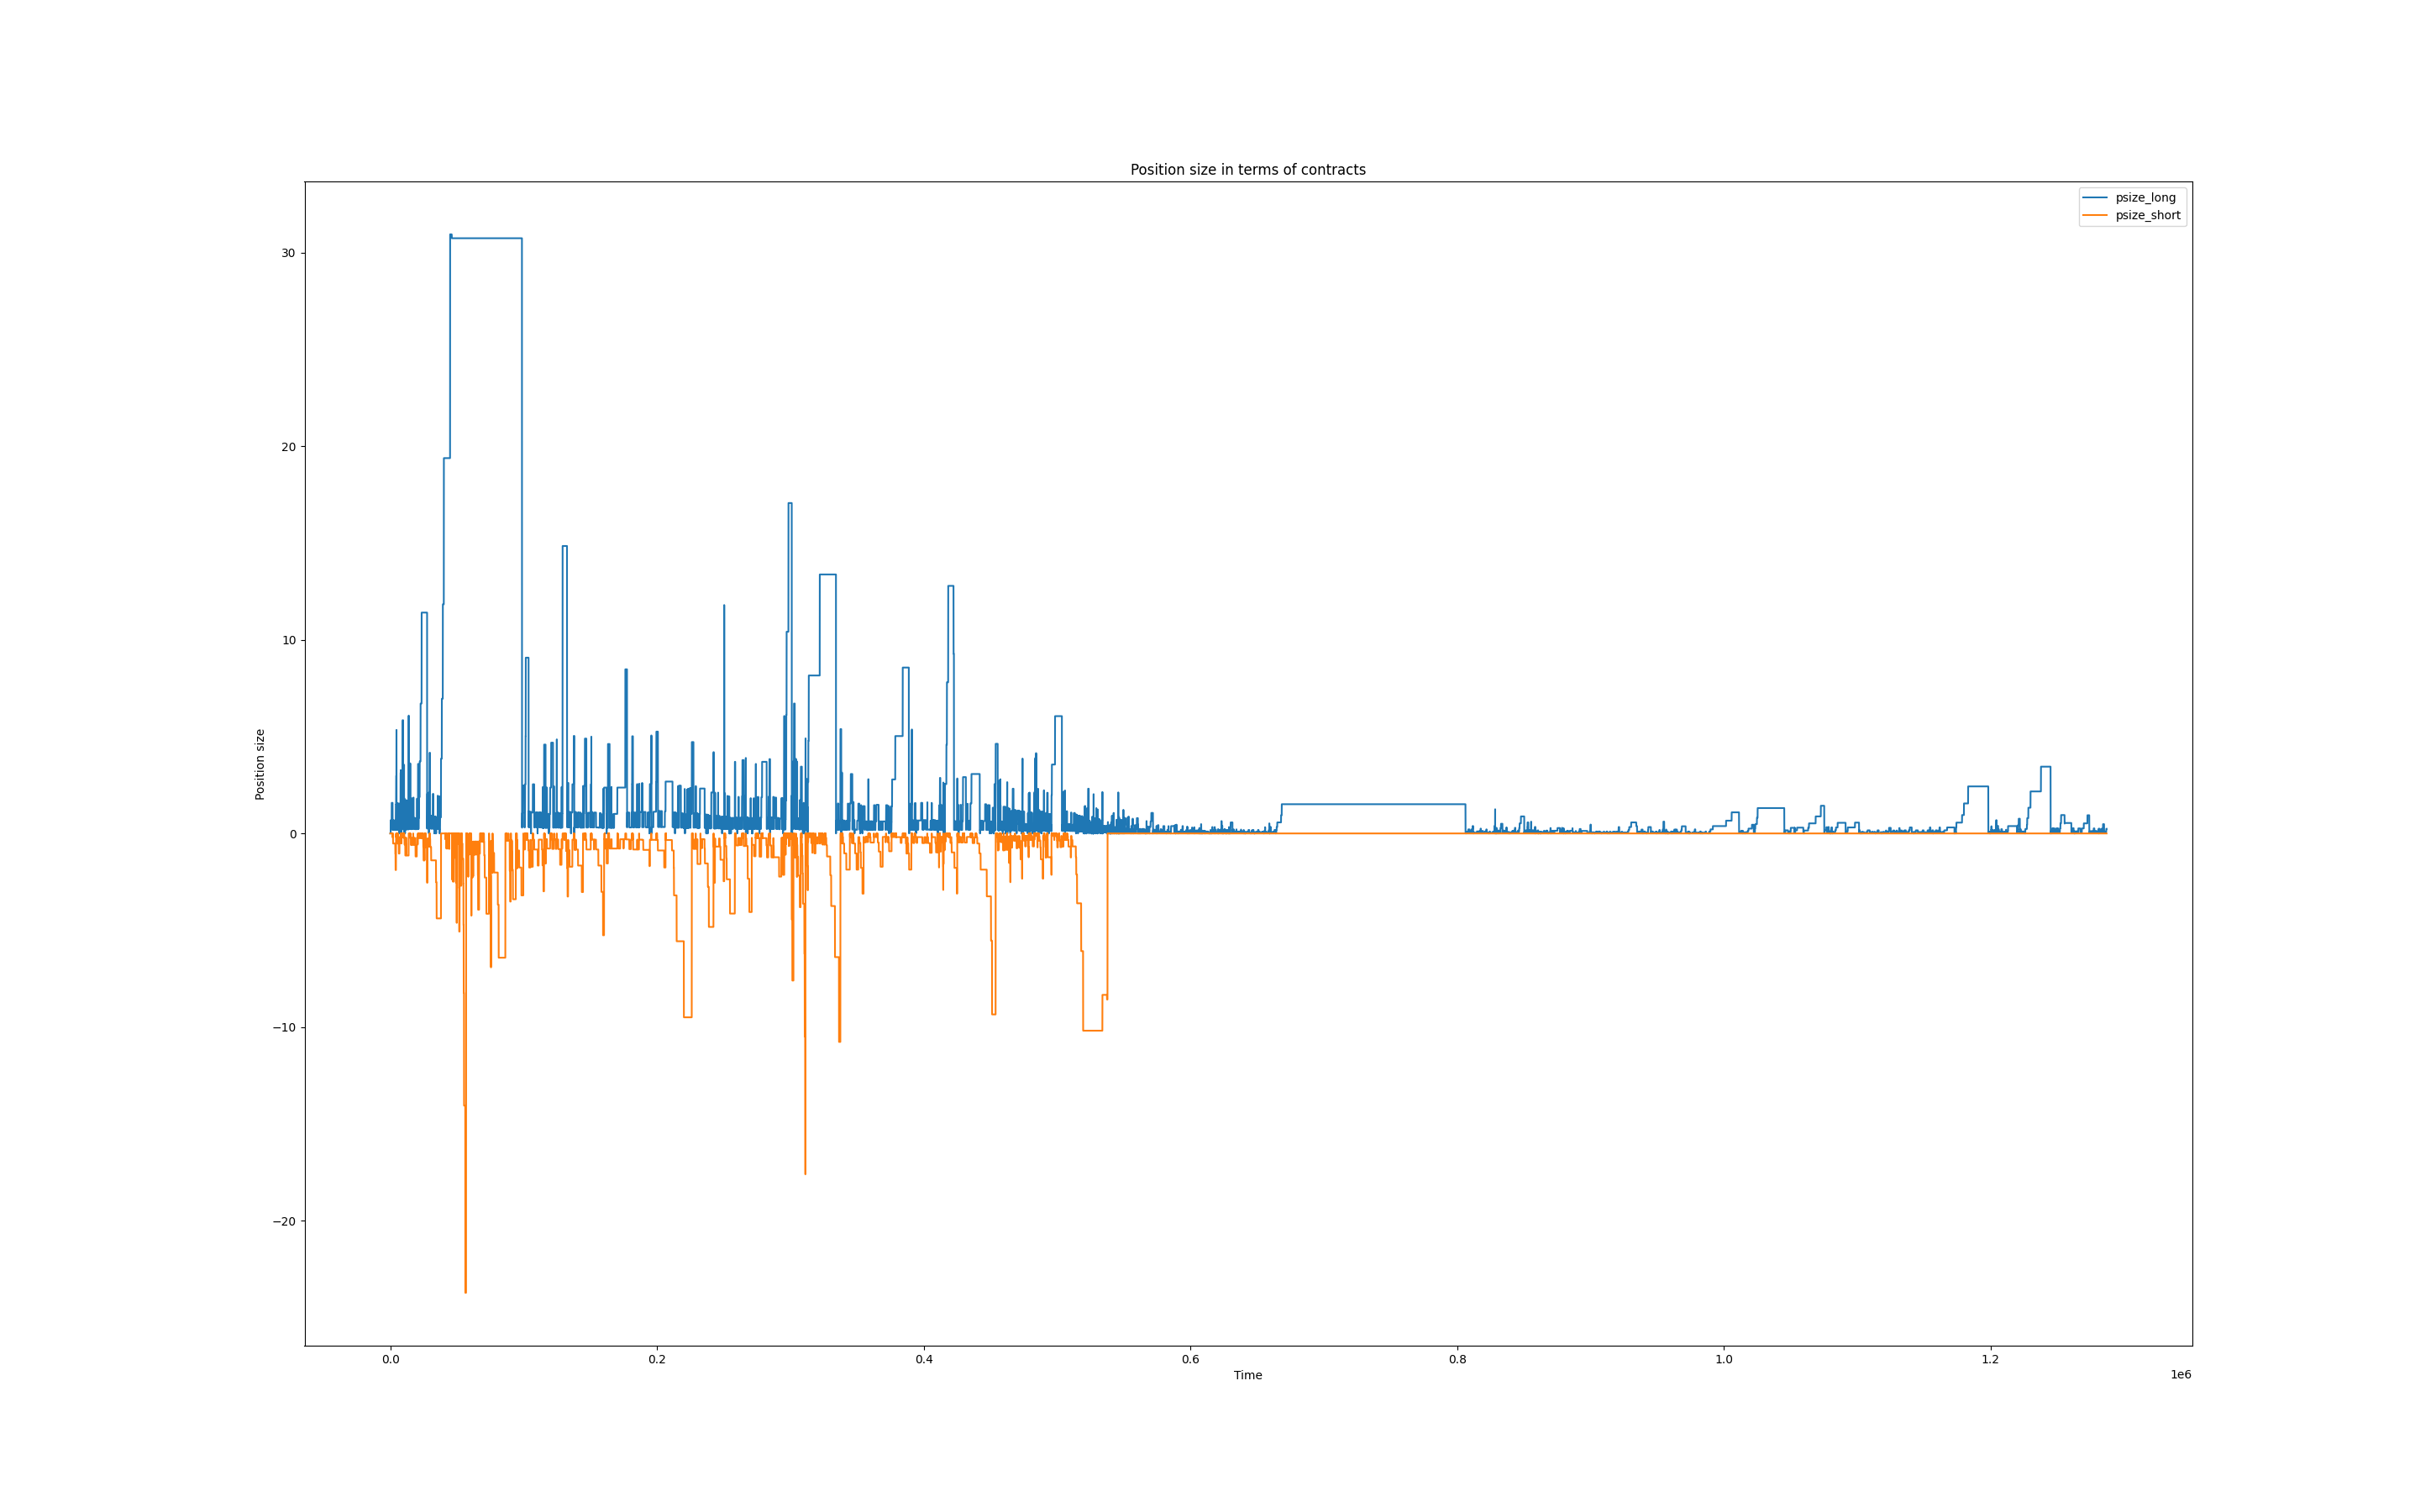 Position size in terms of contracts
psize_long
psize_short
Position size
30
20
10
0
−10
−20
0.0
0.2
0.4
0.6
0.8
1.0
1.2
1e6
Time